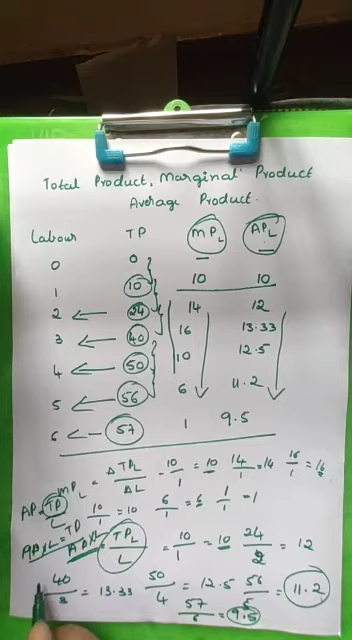 Total Product, Marginal Product
Average Product.
Labour TP MPL APL
0 0
1 10 10 10
2 ← 24 14 12
3 ← 40 16 13.33
4 ← 50 10 12.5
5 ← 56 6 11.2
6 ← 57 1 9.5
MPL = ΔTPL/ΔL = 10/1 = 10 14/1 = 14 16/1 = 16
AP = TP/L 10/1 = 10 6/1 = 6 1/1 = 1
APXL = TP APXL = TPL/L = 10/1 = 10 24/2 = 12
40/3 = 13.33 50/4 = 12.5 56/5 = 11.2
57/6 = 9.5